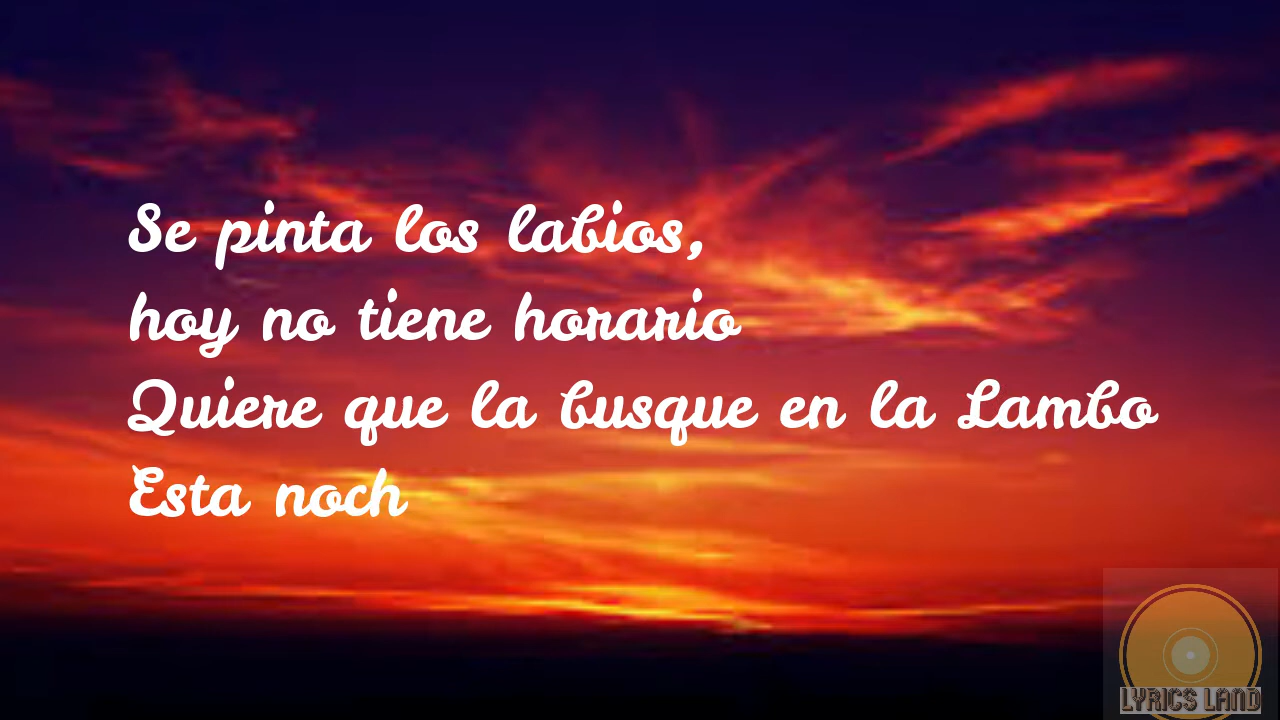 Se pinta los labios,
hoy no tiene horario
Quiere que la busque en la Lambo
Esta noch
LYRICS LAND